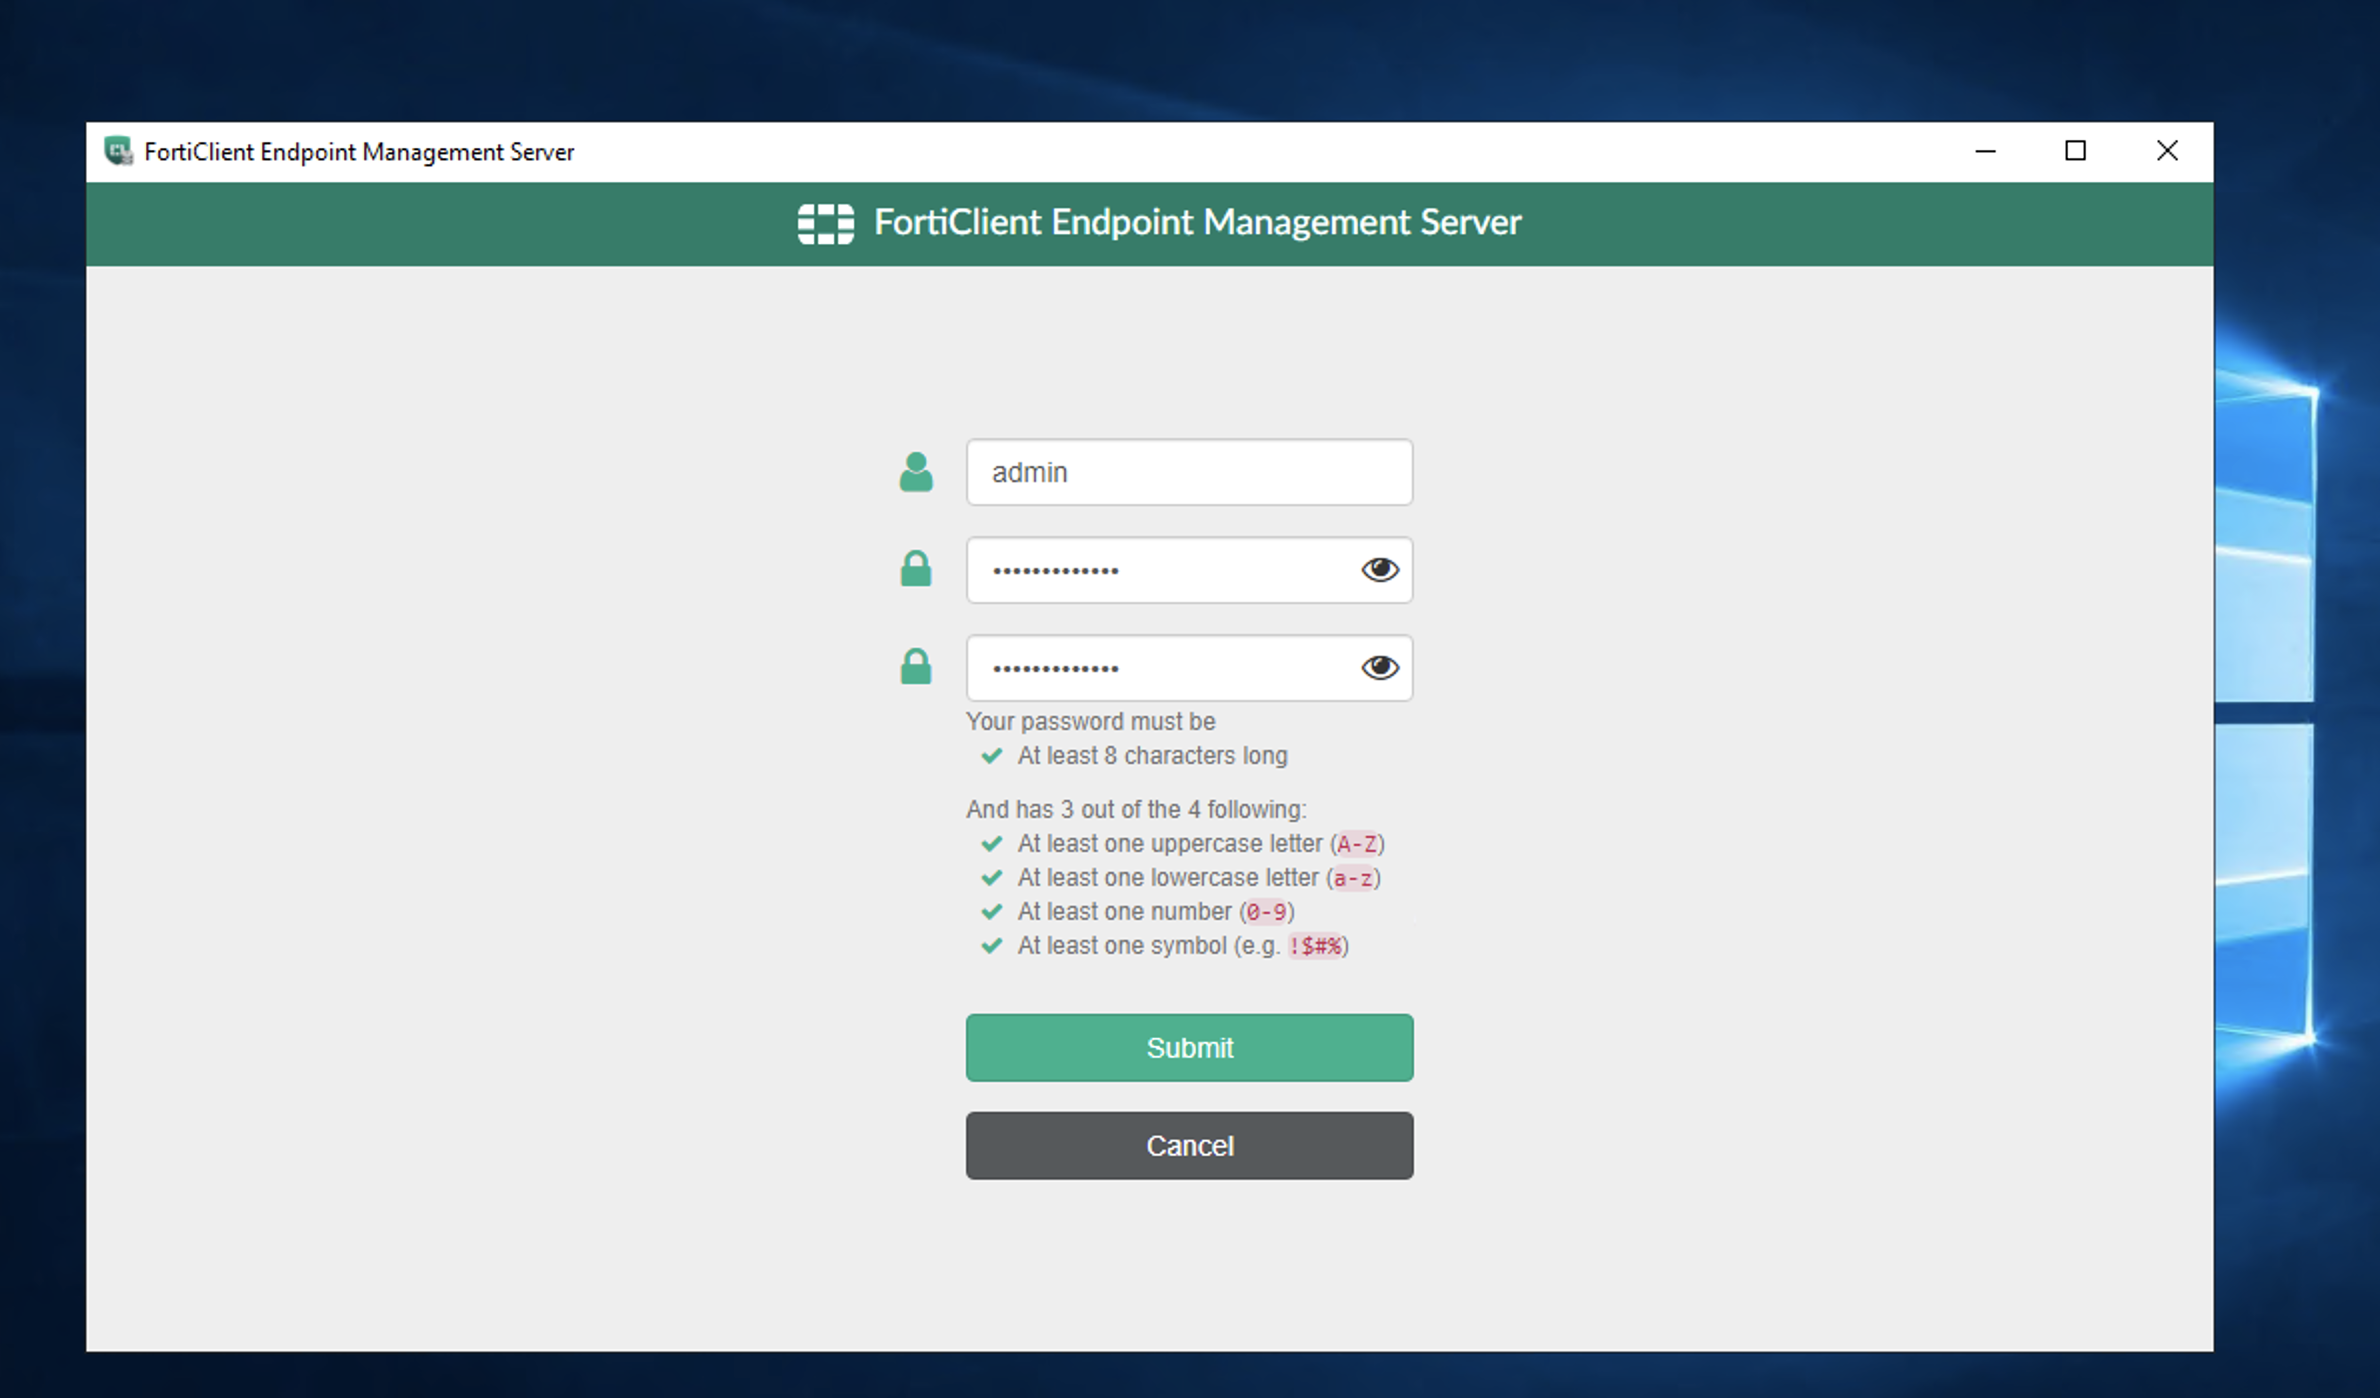 FortiClient Endpoint Management Server
FortiClient Endpoint Management Server
admin
•••••••••••••
•••••••••••••
Your password must be
At least 8 characters long
And has 3 out of the 4 following:
At least one uppercase letter (A-Z)
At least one lowercase letter (a-z)
At least one number (0-9)
At least one symbol (e.g. !$#%)
Submit
Cancel